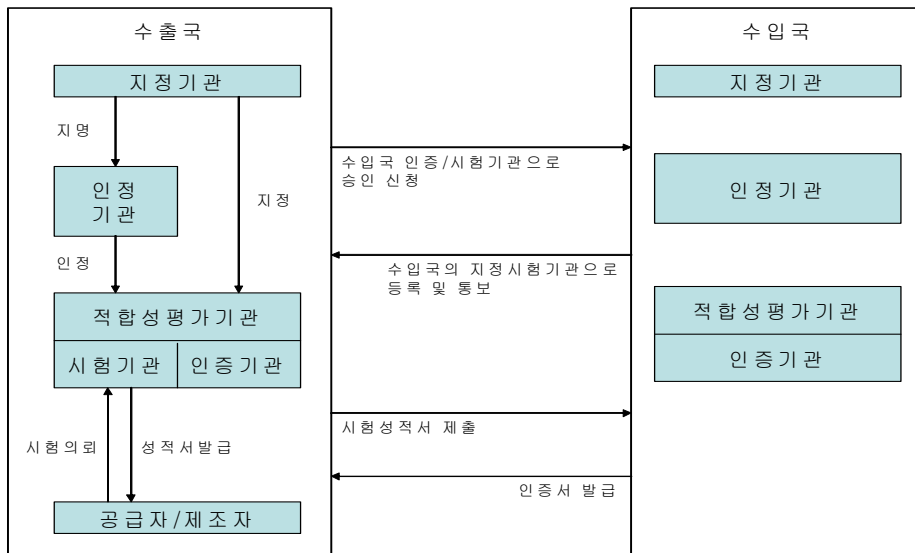 수출국
수입국
지정기관
지정기관
지명
수입국 인증/시험기관으로
승인 신청
인정
기관
지정
인정기관
인정
수입국의 지정시험기관으로
등록 및 통보
적합성평가기관
적합성평가기관
시험기관
인증기관
인증기관
시험성적서 제출
시험의뢰
성적서발급
인증서 발급
공급자/제조자